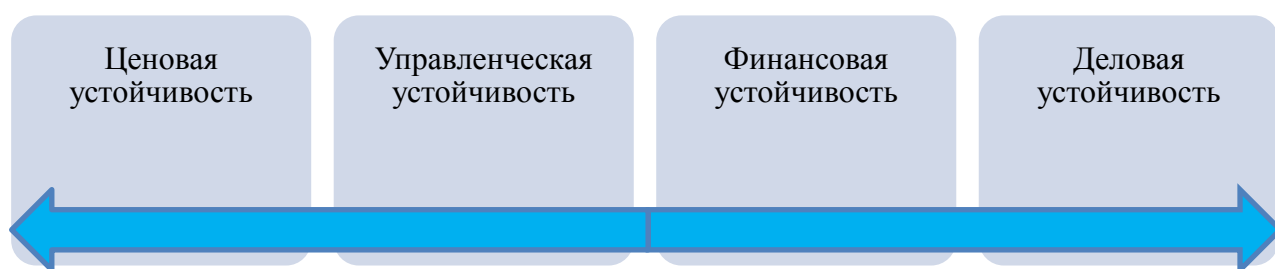 Ценовая
устойчивость
Управленческая
устойчивость
Финансовая
устойчивость
Деловая
устойчивость